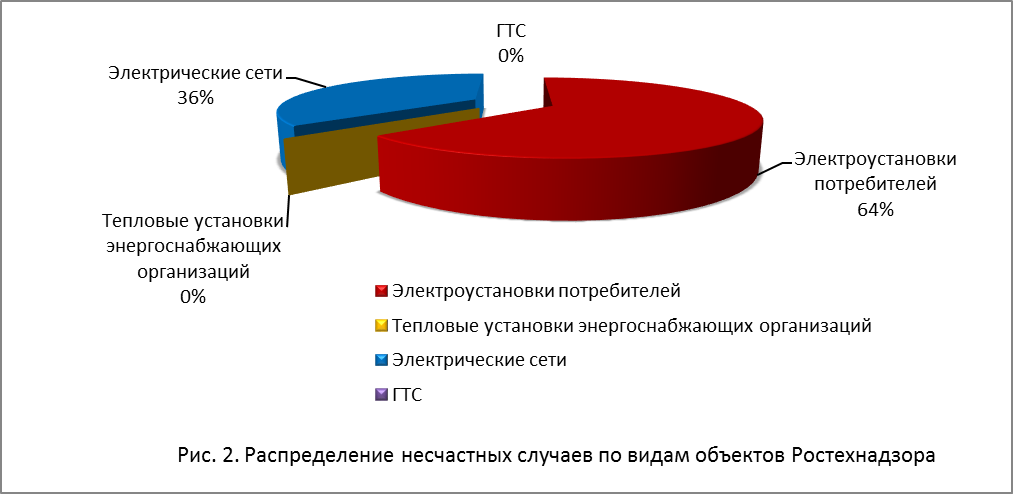 ГТС
0%
Электрические сети
36%
Электроустановки
потребителей
64%
Тепловые установки
энергоснабжающих
организаций
0%
Электроустановки потребителей
Тепловые установки энергоснабжающих организаций
Электрические сети
ГТС
Рис. 2. Распределение несчастных случаев по видам объектов Ростехнадзора